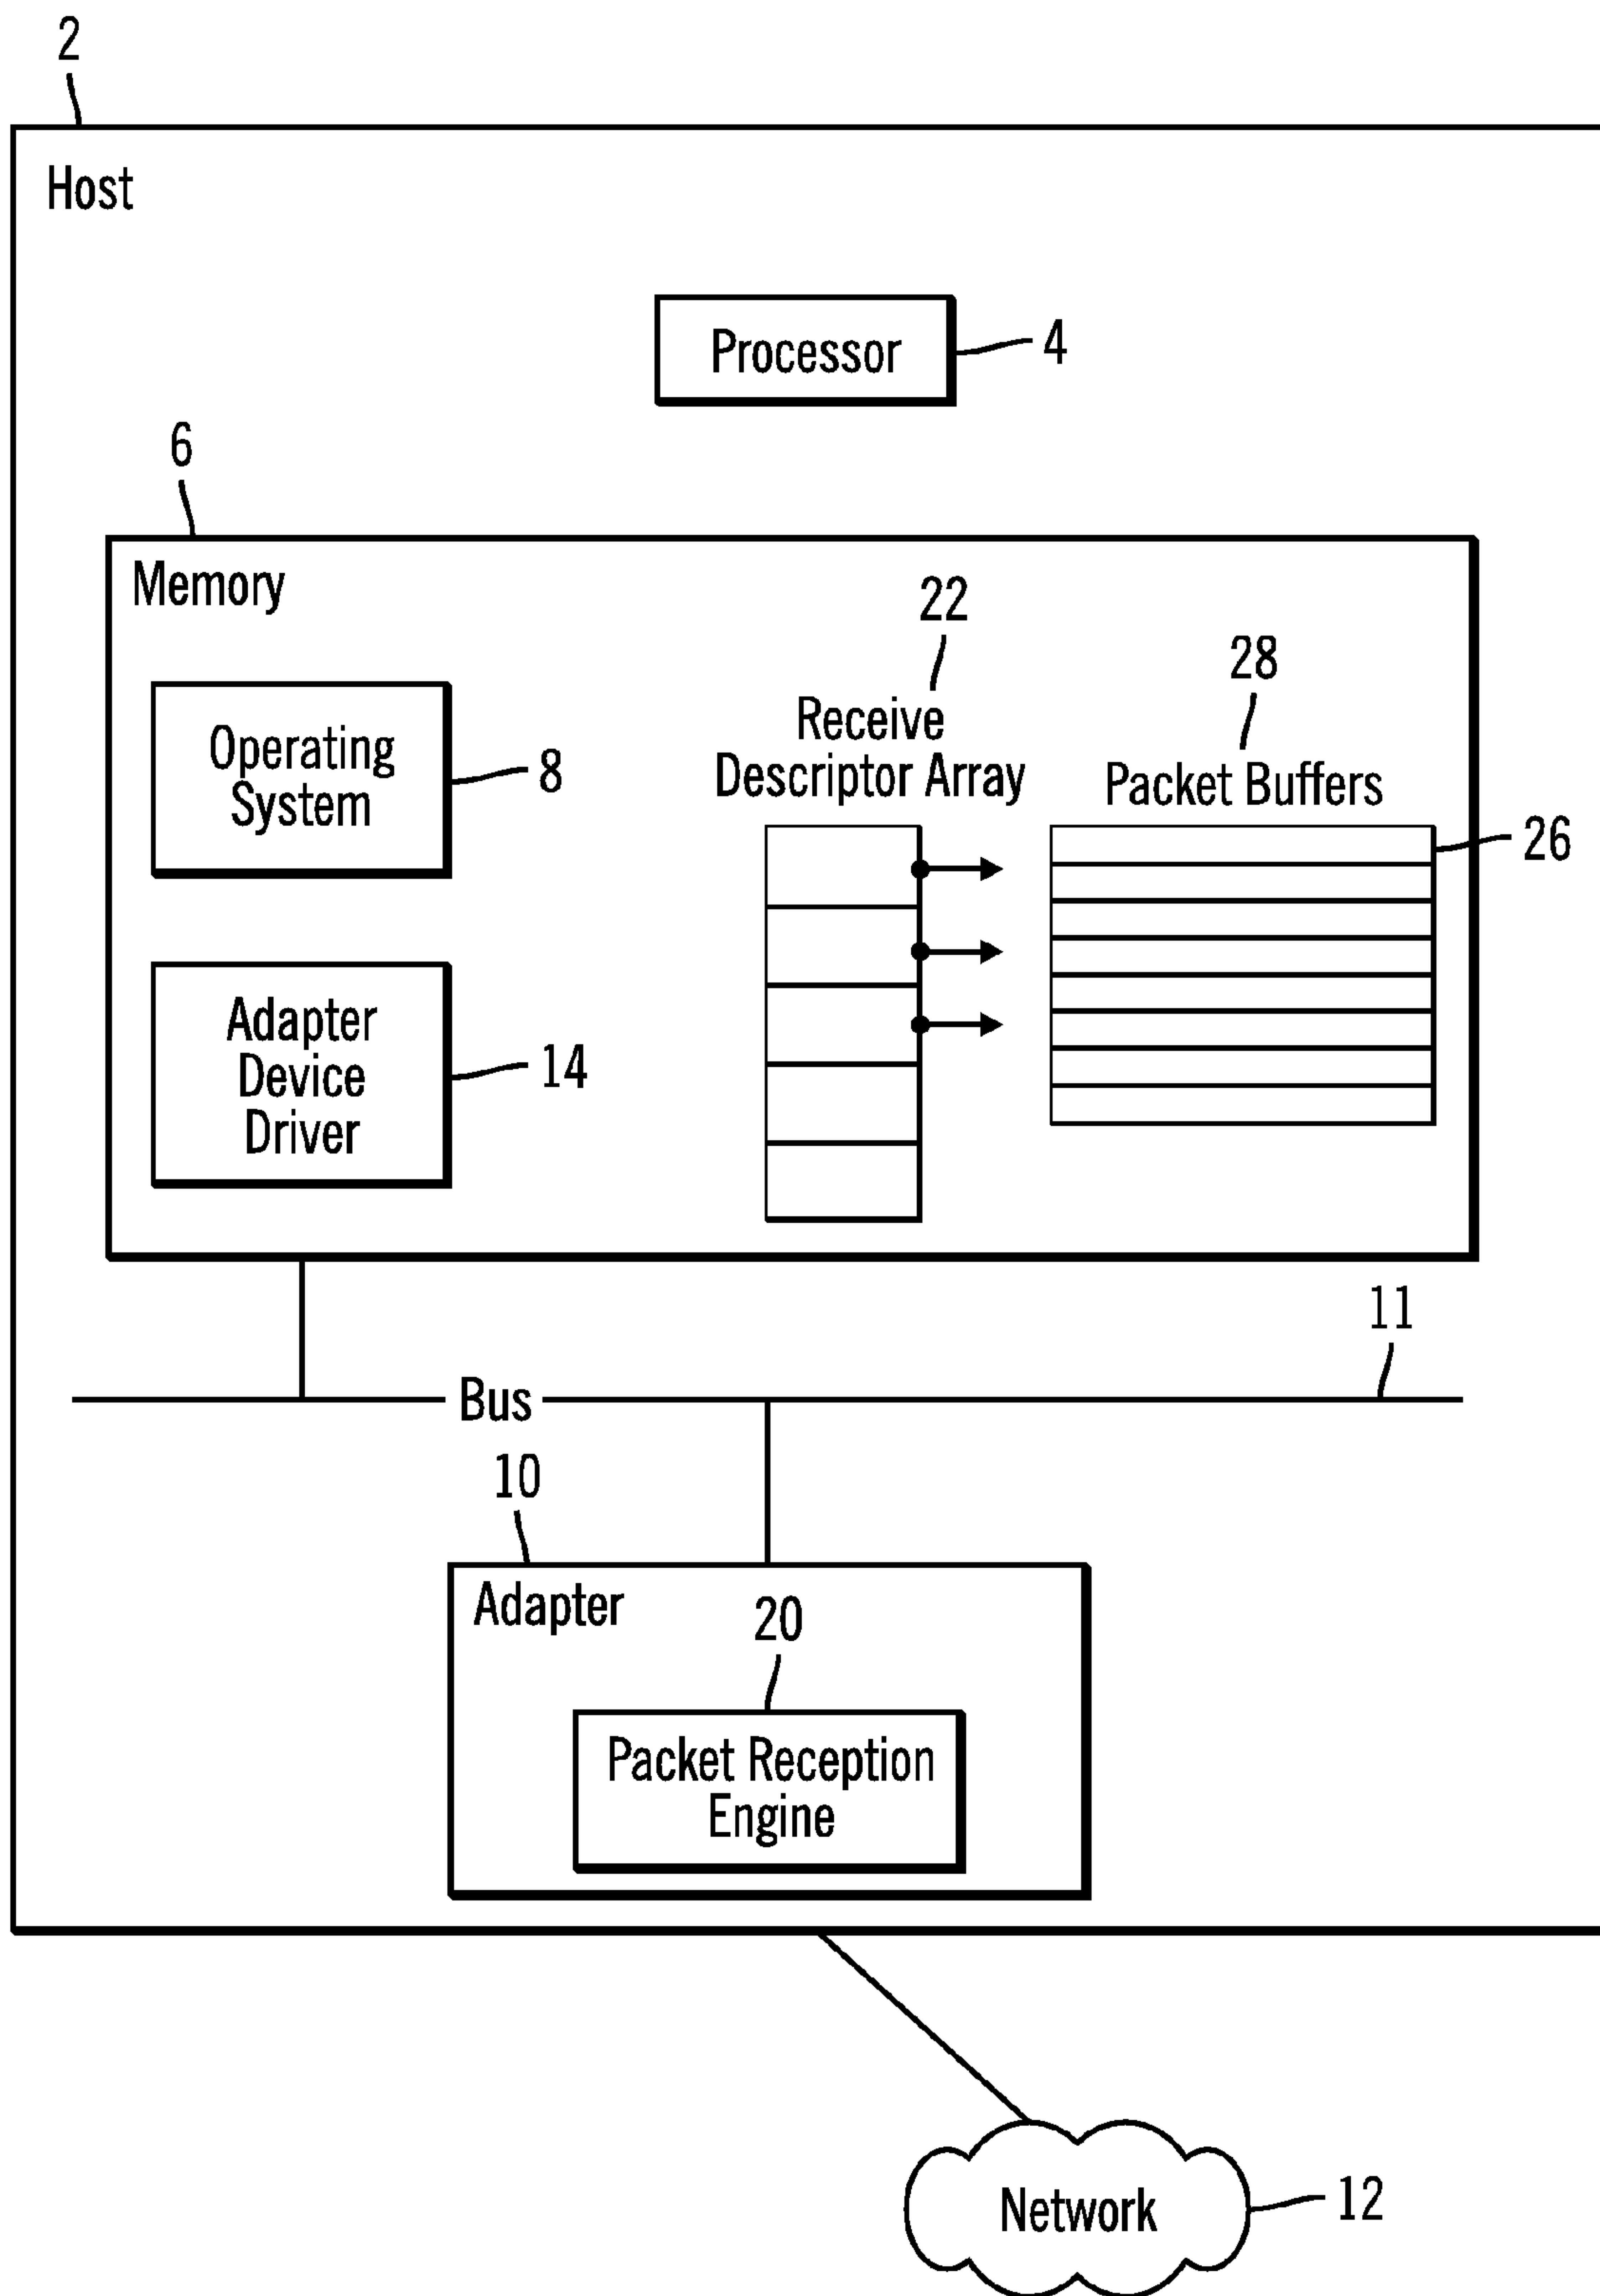 2
Host
Processor
4
6
Memory
22
28
Receive
Descriptor Array
Packet Buffers
Operating
System
8
26
Adapter
Device
Driver
14
11
Bus
10
Adapter
20
Packet Reception
Engine
Network
12